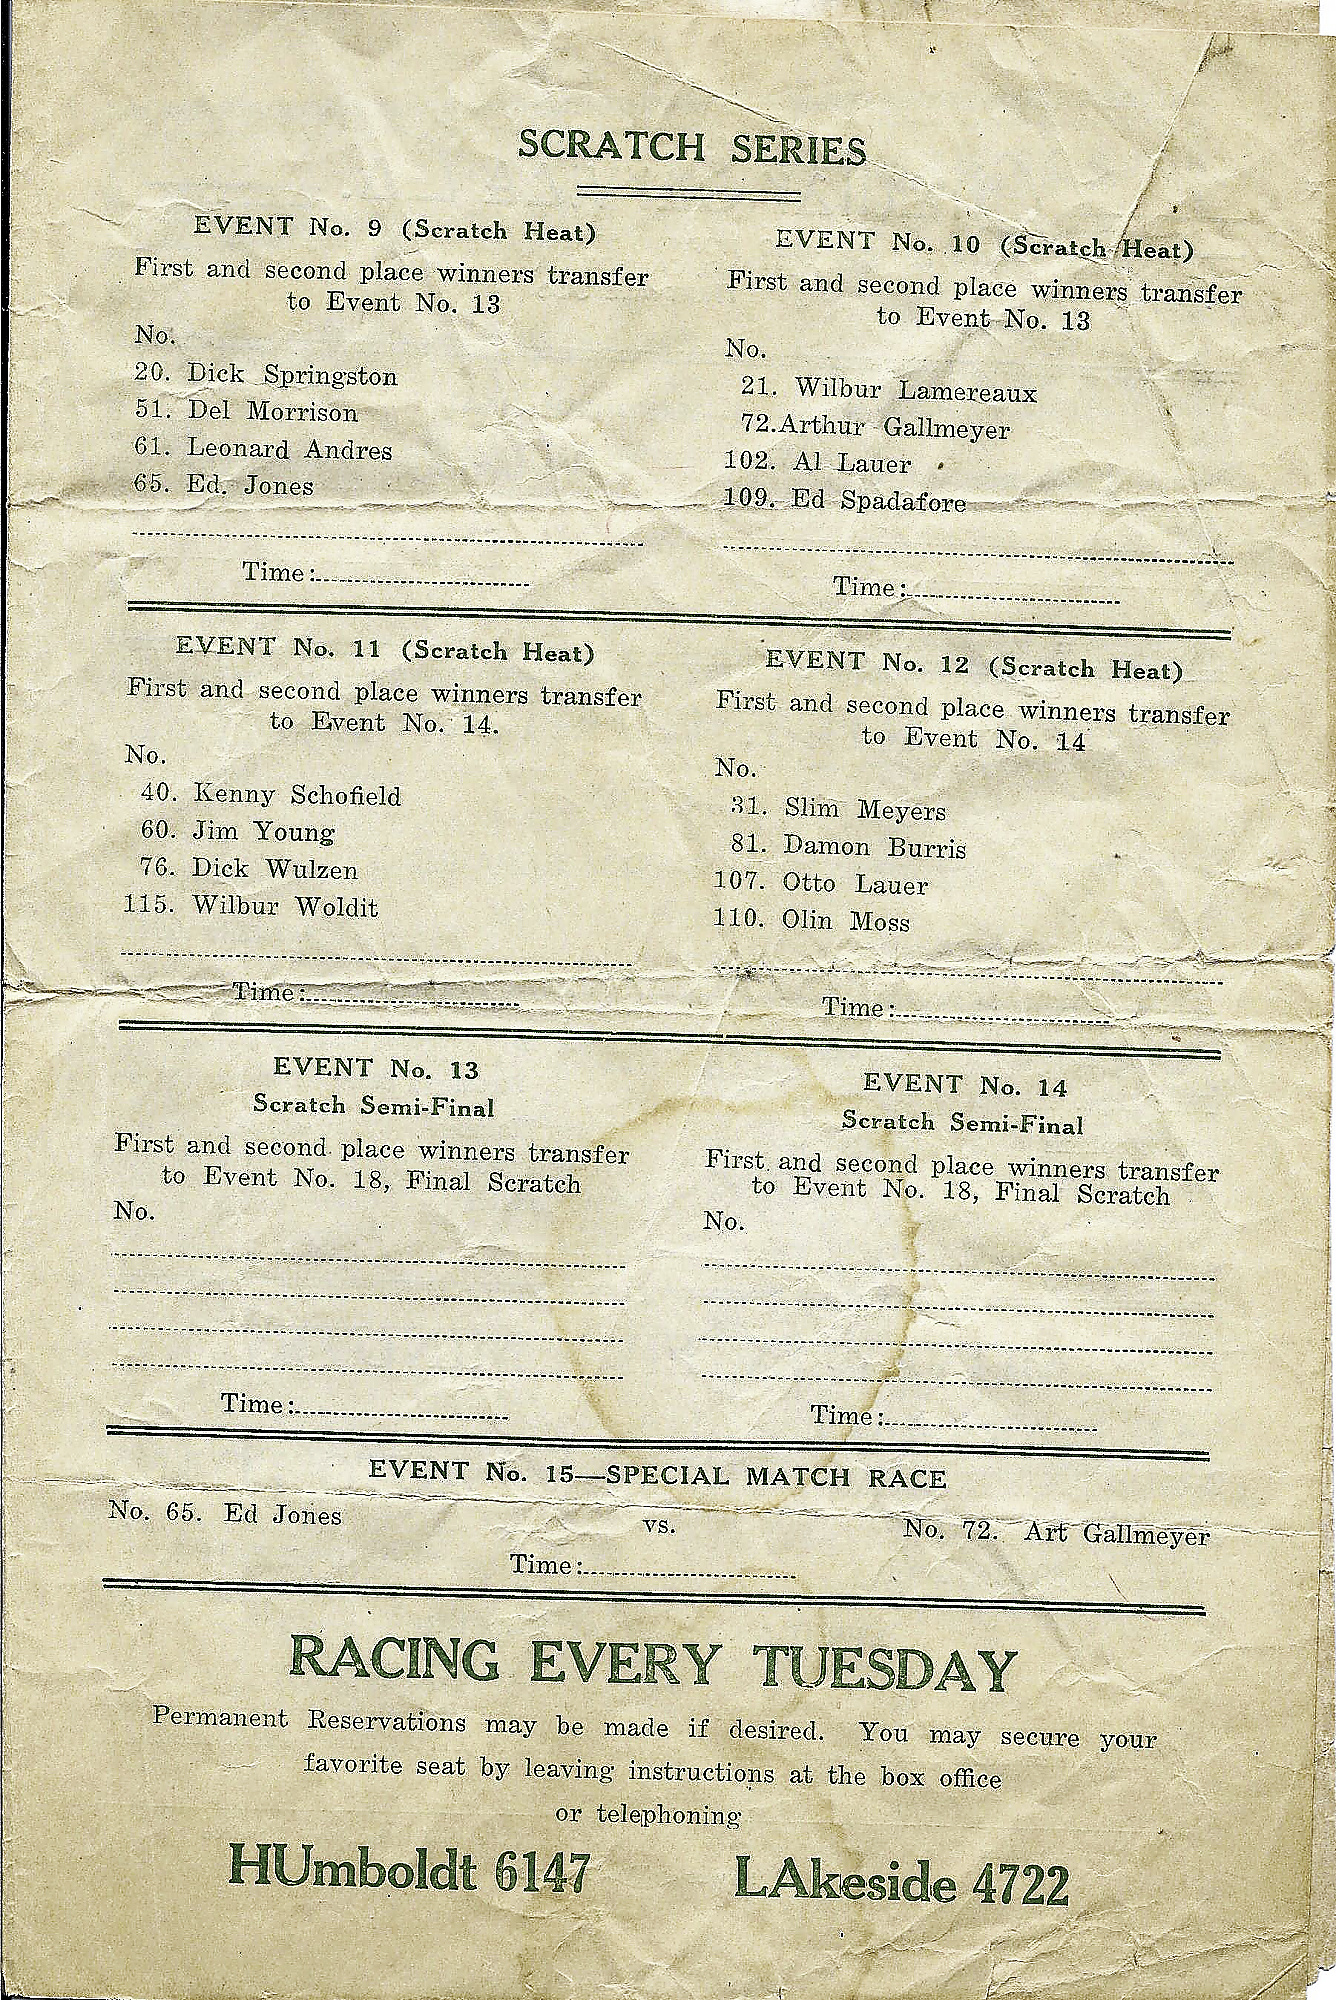 SCRATCH SERIES
EVENT No. 9 (Scratch Heat)
First and second place winners transfer
to Event No. 13
No.
20. Dick Springston
51. Del Morrison
61. Leonard Andres
65. Ed. Jones
Time:
EVENT No. 10 (Scratch Heat)
First and second place winners transfer
to Event No. 13
No.
21. Wilbur Lamereaux
72. Arthur Gallmeyer
102. Al Lauer
109. Ed Spadafore
Time:
EVENT No. 11 (Scratch Heat)
First and second place winners transfer
to Event No. 14.
No.
40. Kenny Schofield
60. Jim Young
76. Dick Wulzen
115. Wilbur Woldit
Time:
EVENT No. 12 (Scratch Heat)
First and second place winners transfer
to Event No. 14
No.
31. Slim Meyers
81. Damon Burris
107. Otto Lauer
110. Olin Moss
Time:
EVENT No. 13
Scratch Semi-Final
First and second place winners transfer
to Event No. 18, Final Scratch
No.
Time:
EVENT No. 14
Scratch Semi-Final
First and second place winners transfer
to Event No. 18, Final Scratch
No.
Time:
EVENT No. 15—SPECIAL MATCH RACE
No. 65. Ed Jones vs. No. 72. Art Gallmeyer
Time:
RACING EVERY TUESDAY
Permanent Reservations may be made if desired. You may secure your
favorite seat by leaving instructions at the box office
or telephoning
HUmboldt 6147 LAkeside 4722